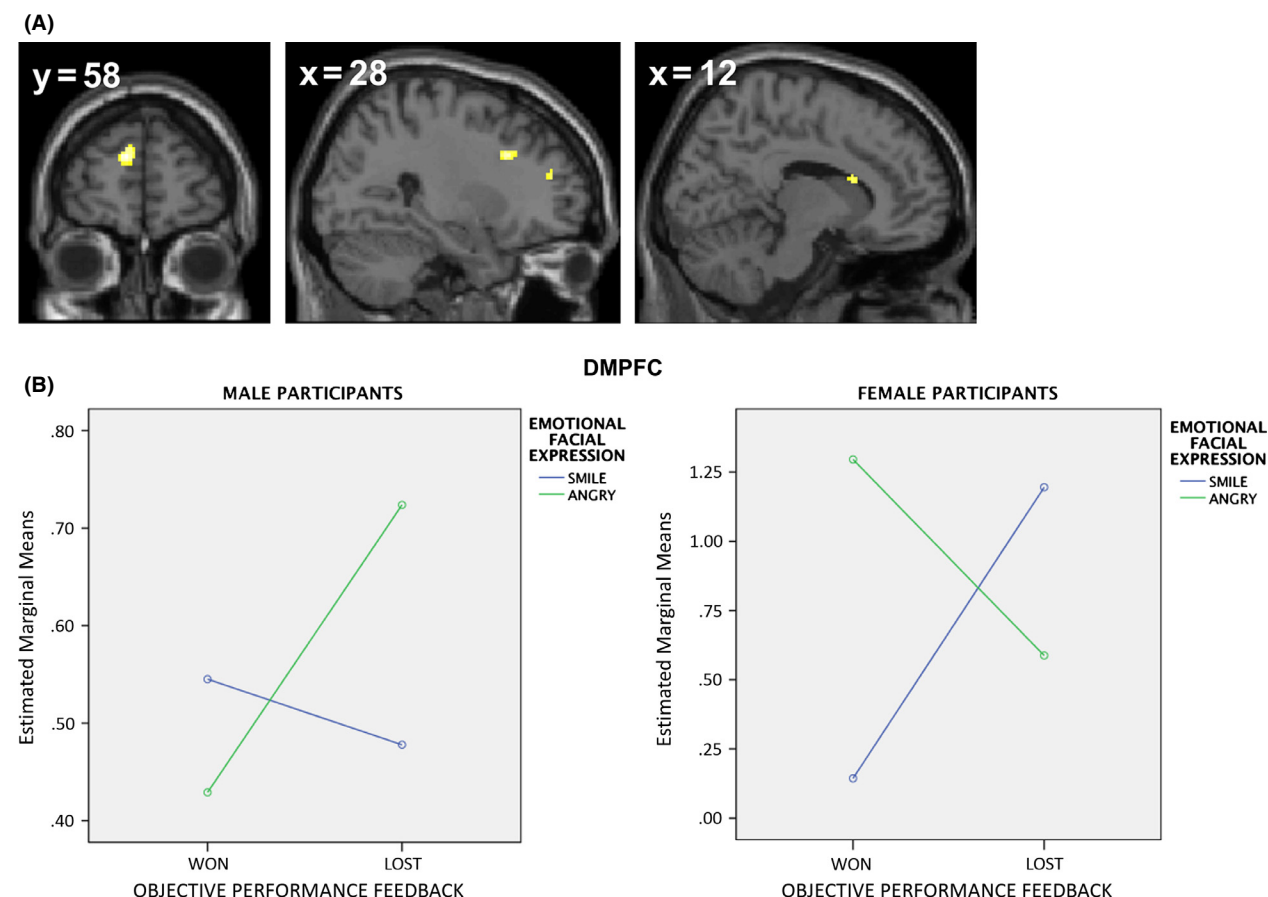 (A)
y = 58
x = 28
x = 12
DMPFC
(B)
MALE PARTICIPANTS
EMOTIONAL
FACIAL
EXPRESSION
SMILE
ANGRY
.80
.70
.60
.50
.40
Estimated Marginal Means
WON
LOST
OBJECTIVE PERFORMANCE FEEDBACK
FEMALE PARTICIPANTS
EMOTIONAL
FACIAL
EXPRESSION
SMILE
ANGRY
1.25
1.00
.75
.50
.25
.00
Estimated Marginal Means
WON
LOST
OBJECTIVE PERFORMANCE FEEDBACK